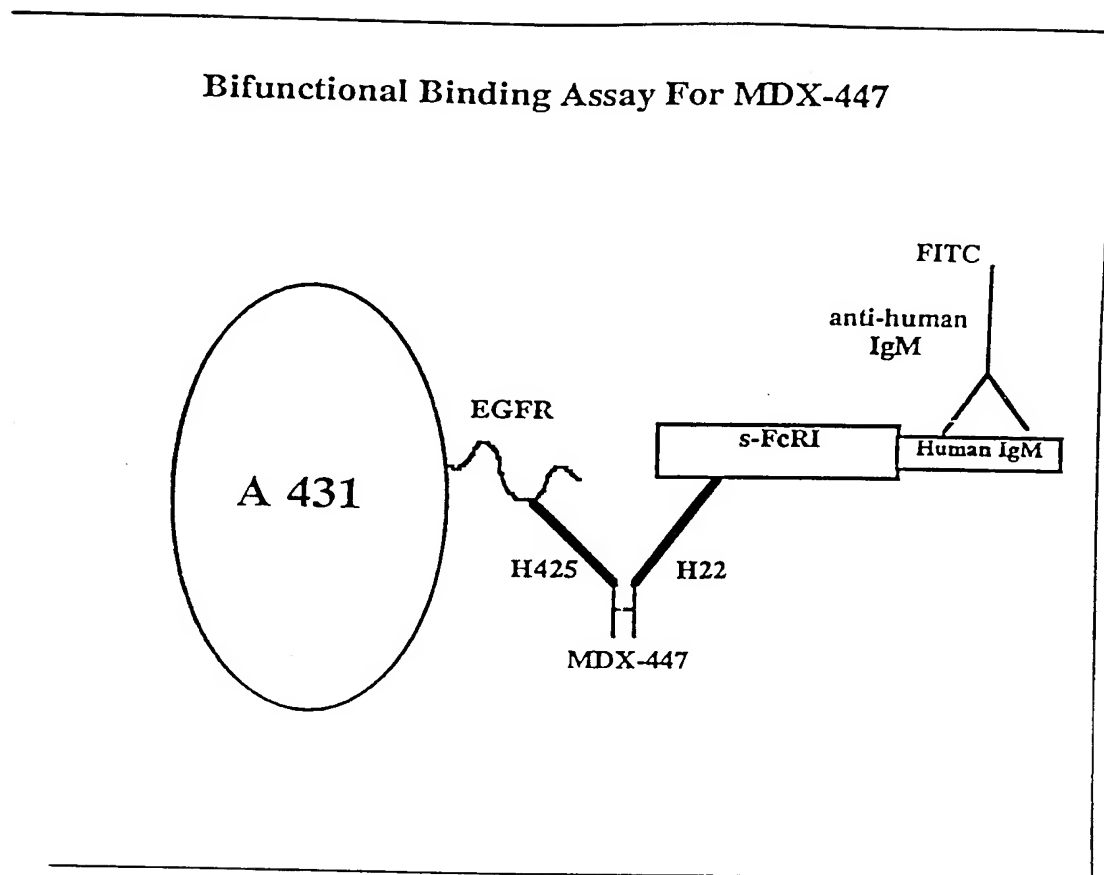 Bifunctional Binding Assay For MDX-447
FITC
anti-human
IgM
EGFR
s-FcRI
Human IgM
A 431
H425
H22
MDX-447